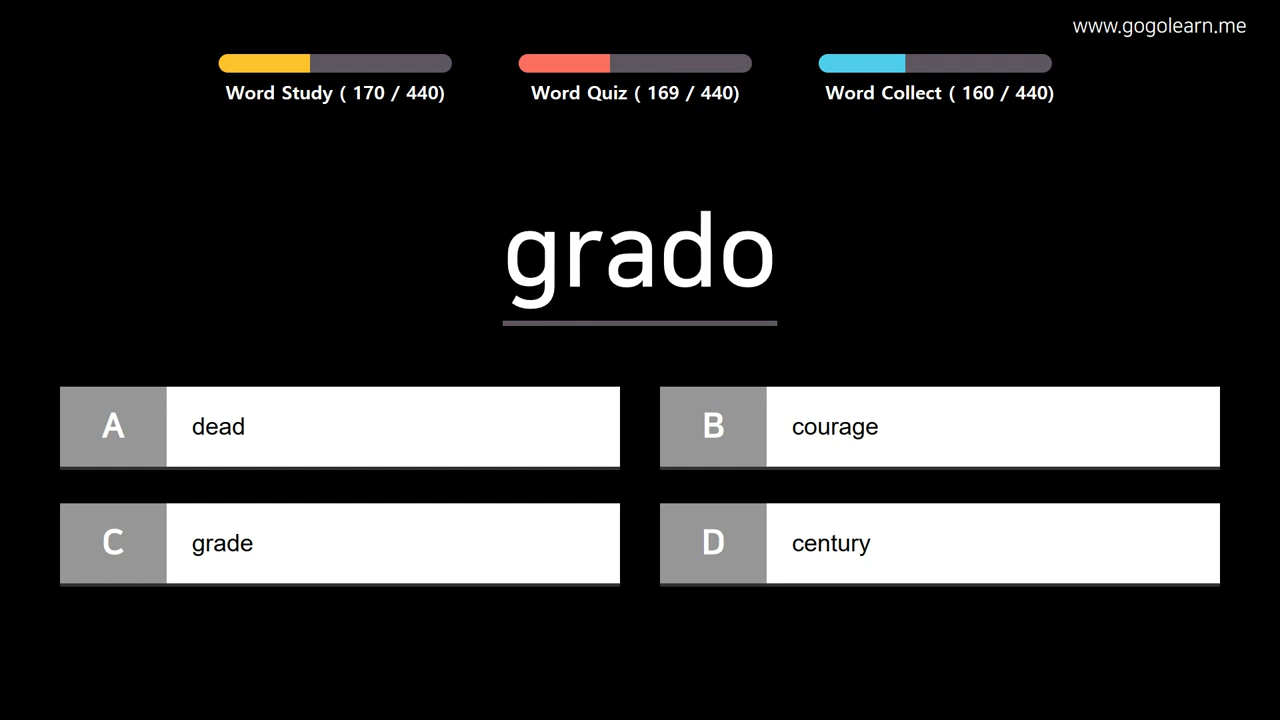 www.gogolearn.me
Word Study ( 170 / 440)
Word Quiz ( 169 / 440)
Word Collect ( 160 / 440)
grado
A dead
B courage
C grade
D century